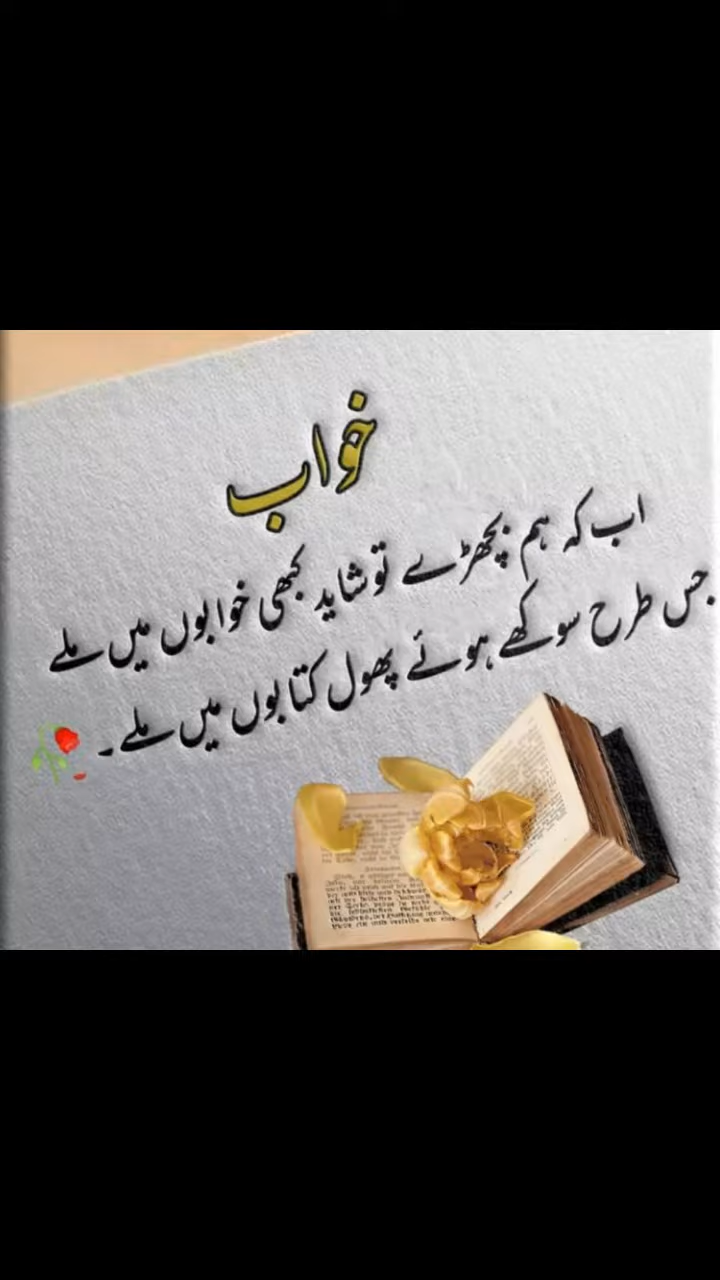 خواب
اب کہ ہم بچھڑے تو شاید کبھی خوابوں میں ملے
جس طرح سوکھے ہوئے پھول کتابوں میں ملے۔